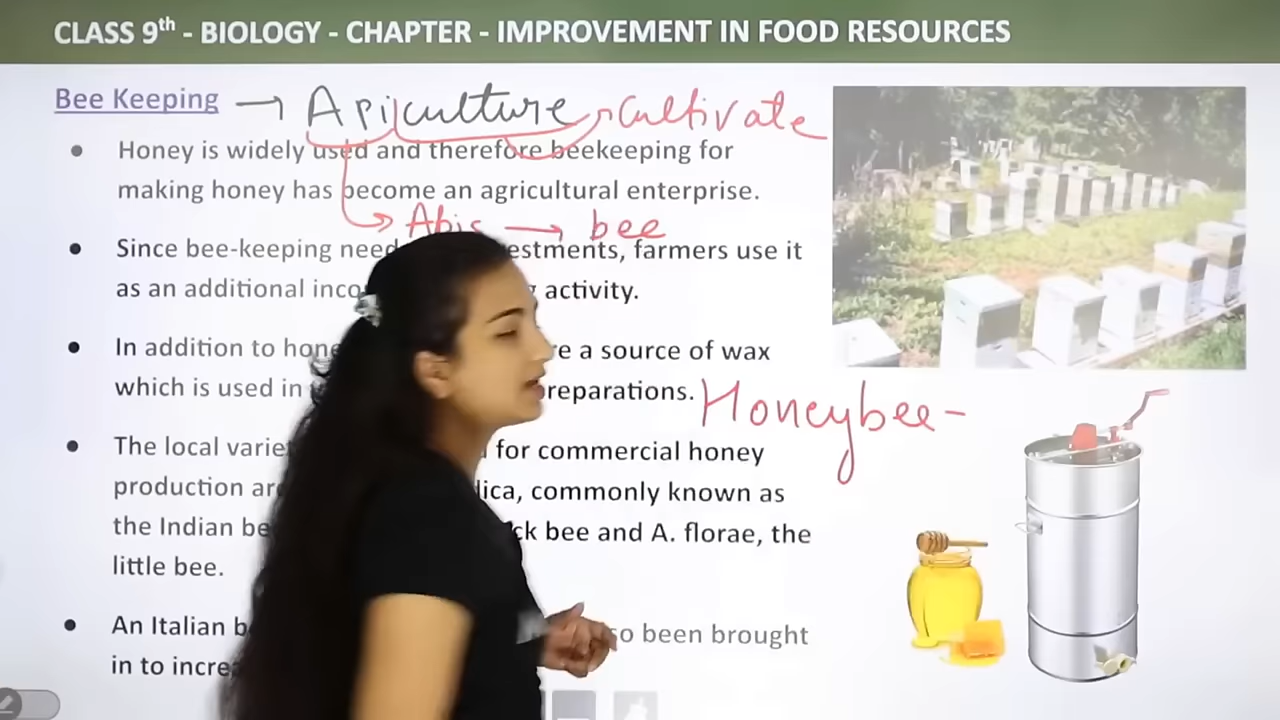 CLASS 9th - BIOLOGY - CHAPTER - IMPROVEMENT IN FOOD RESOURCES
Bee Keeping → Apiculture → Cultivate
Honey is widely used and therefore beekeeping for
making honey has become an agricultural enterprise.
→ Apis → bee
Since bee-keeping need estments, farmers use it
as an additional inco activity.
In addition to hone re a source of wax
which is used in reparations.
Honeybee-
The local varie for commercial honey
production ar ica, commonly known as
the Indian be ck bee and A. florae, the
little bee.
An Italian b so been brought
in to incre